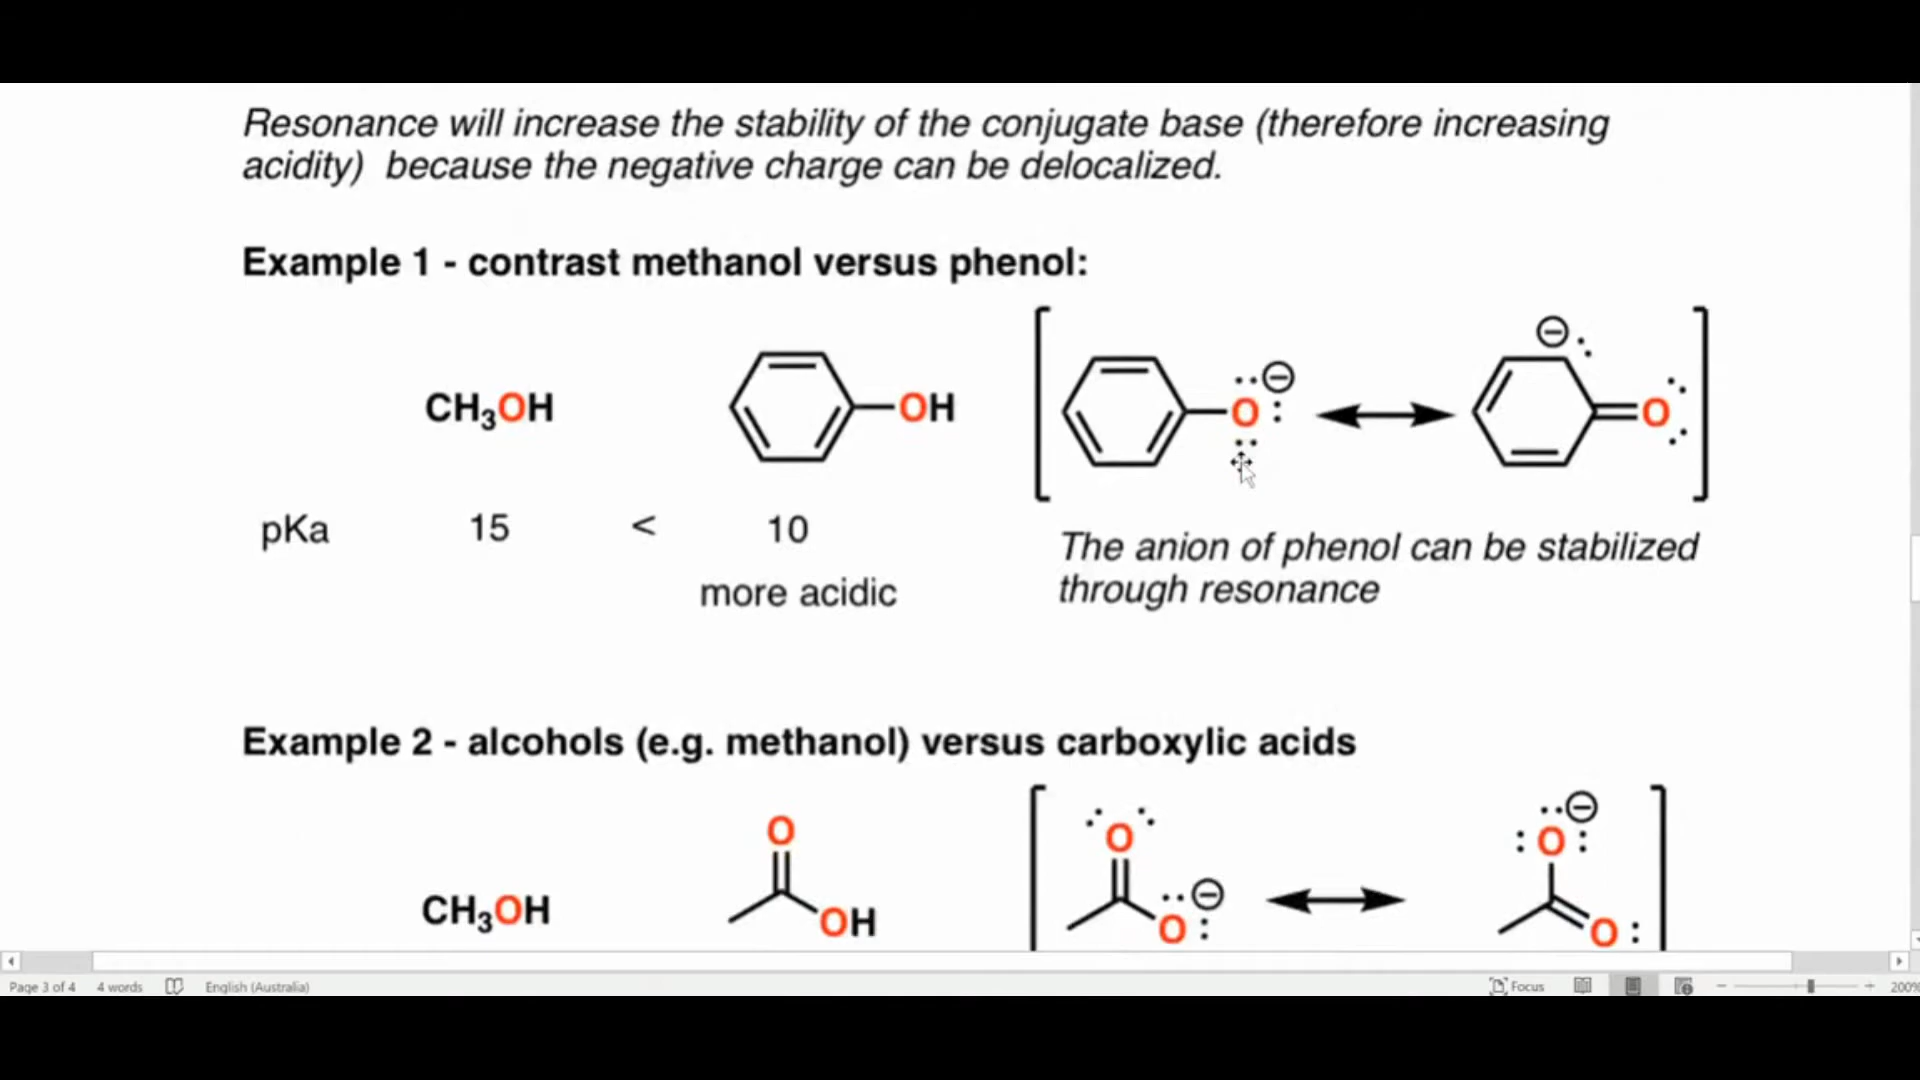 Resonance will increase the stability of the conjugate base (therefore increasing
acidity)  because the negative charge can be delocalized.
Example 1 - contrast methanol versus phenol:
CH₃OH
OH
O
O
pKa 15 < 10
more acidic
The anion of phenol can be stabilized
through resonance
Example 2 - alcohols (e.g. methanol) versus carboxylic acids
O
O
O
CH₃OH
OH
O
O
Page 3 of 4 4 words English (Australia) Focus 200%